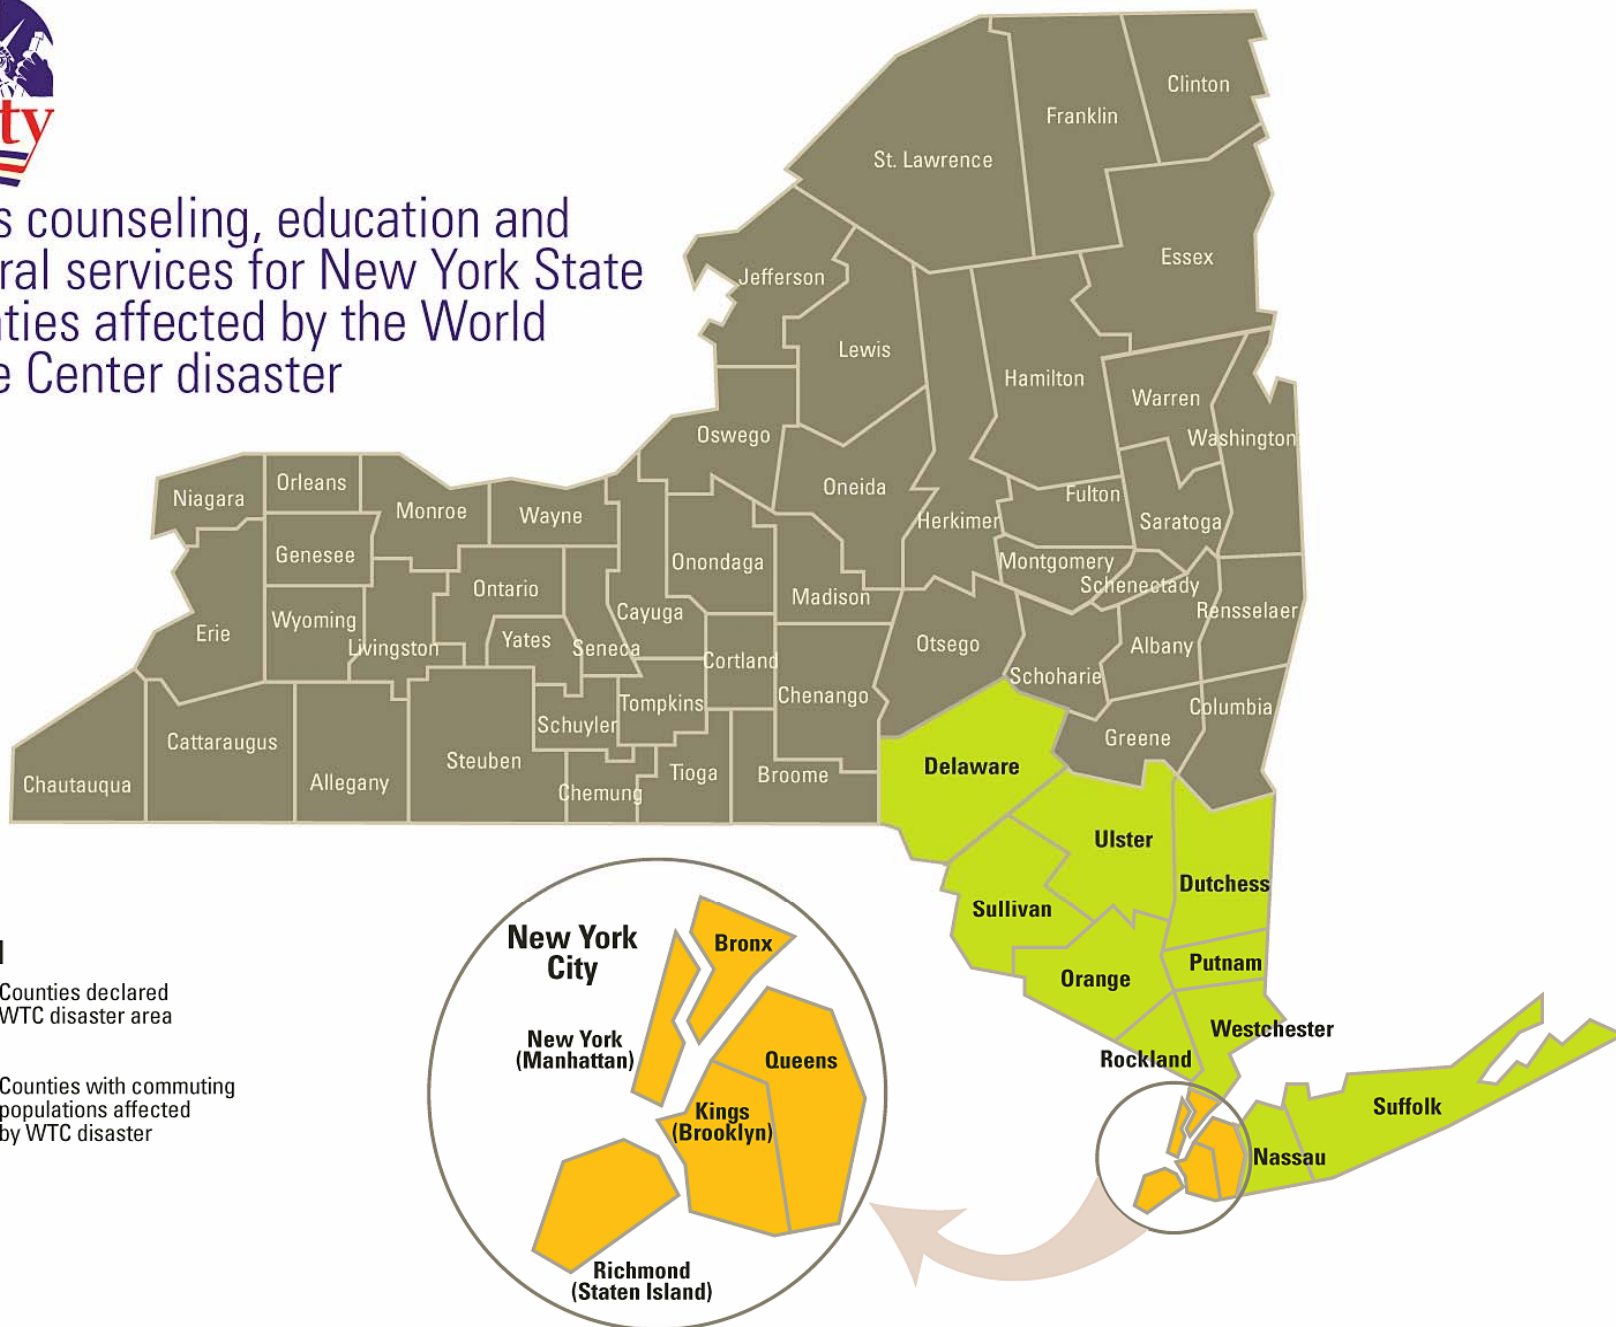 ty
s counseling, education and
ral services for New York State
ties affected by the World
e Center disaster
Clinton
Franklin
St. Lawrence
Essex
Jefferson
Lewis
Hamilton
Warren
Washington
Oswego
Oneida
Herkimer
Fulton
Saratoga
Niagara
Orleans
Monroe
Wayne
Genesee
Onondaga
Montgomery
Schenectady
Ontario
Madison
Cayuga
Rensselaer
Wyoming
Erie
Livingston
Yates
Seneca
Otsego
Albany
Cortland
Schoharie
Chenango
Tompkins
Columbia
Schuyler
Cattaraugus
Greene
Steuben
Chautauqua
Allegany
Chemung
Tioga
Broome
Delaware
Ulster
Dutchess
Sullivan
Putnam
Orange
Westchester
Rockland
Suffolk
Nassau
New York
City
Bronx
New York
(Manhattan)
Queens
Kings
(Brooklyn)
Richmond
(Staten Island)
Counties declared
WTC disaster area
Counties with commuting
populations affected
by WTC disaster